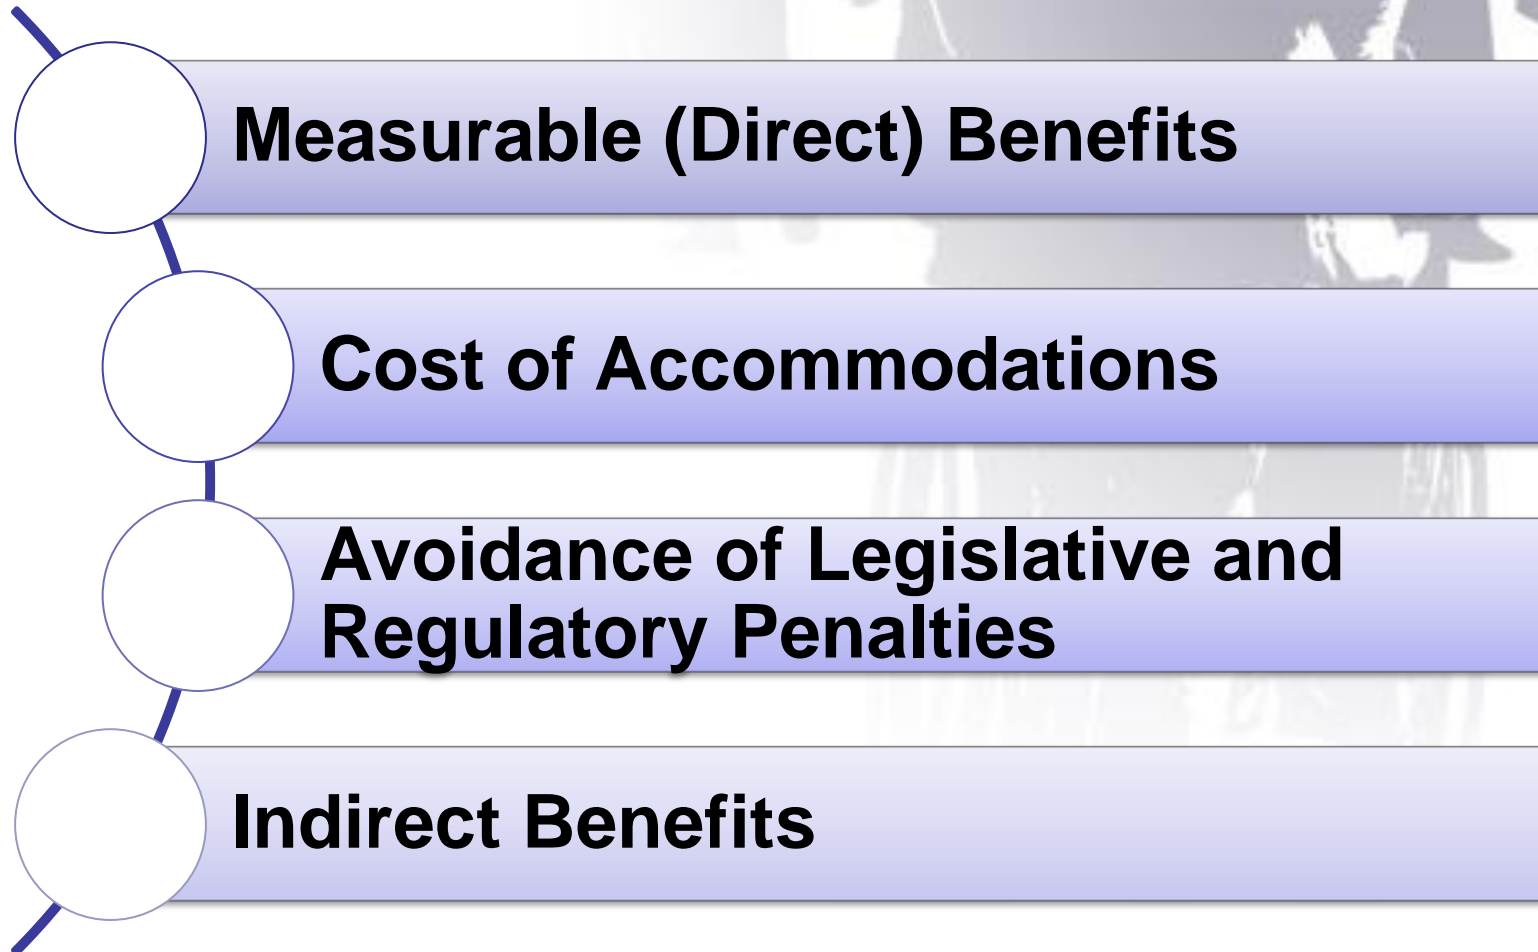 Measurable (Direct) Benefits
Cost of Accommodations
Avoidance of Legislative and
Regulatory Penalties
Indirect Benefits